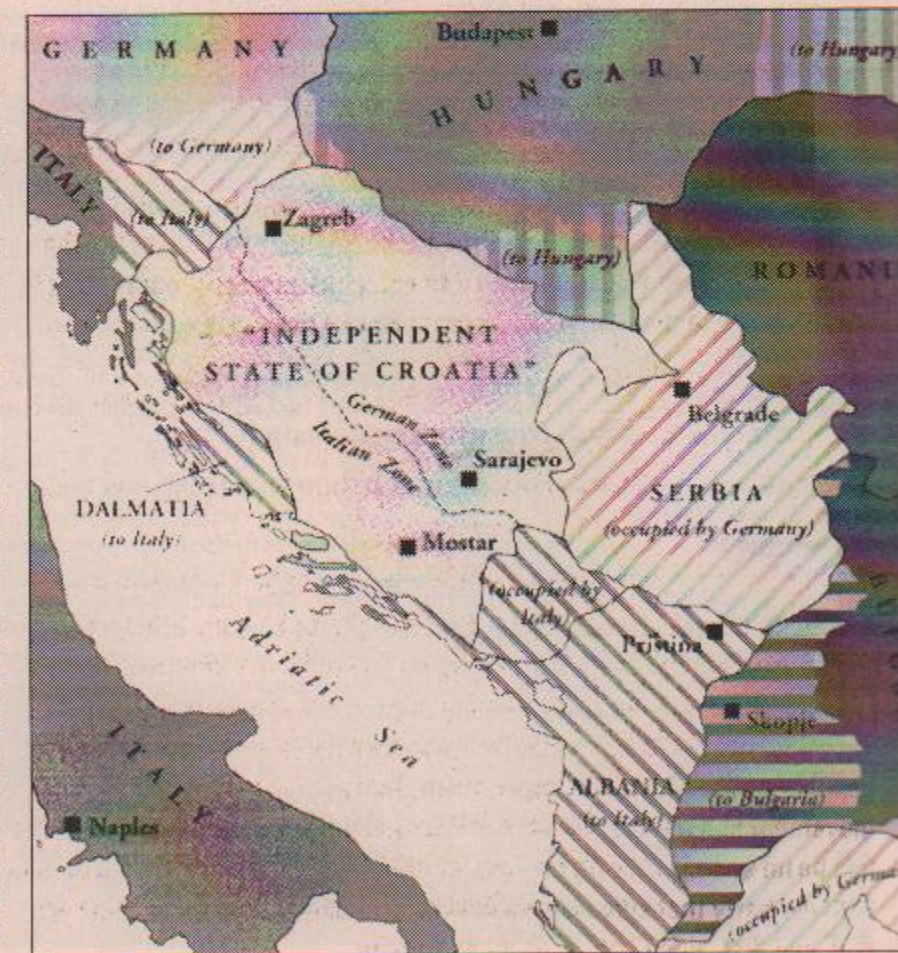 GERMANY
Budapest
(to Hungary
HUNGARY
(to Germany)
ITALY
(to Italy)
Zagreb
(to Hungary)
ROMANI
"INDEPENDENT
STATE OF CROATIA"
German Zone
Italian Zone
Belgrade
Sarajevo
SERBIA
(occupied by Germany)
DALMATIA
(to Italy)
Mostar
(occupied by
Italy)
Priština
Adriatic
Sea
Skopje
ITALY
ALBANIA
(to Italy)
(to Bulgaria)
Naples
(occupied by Germa